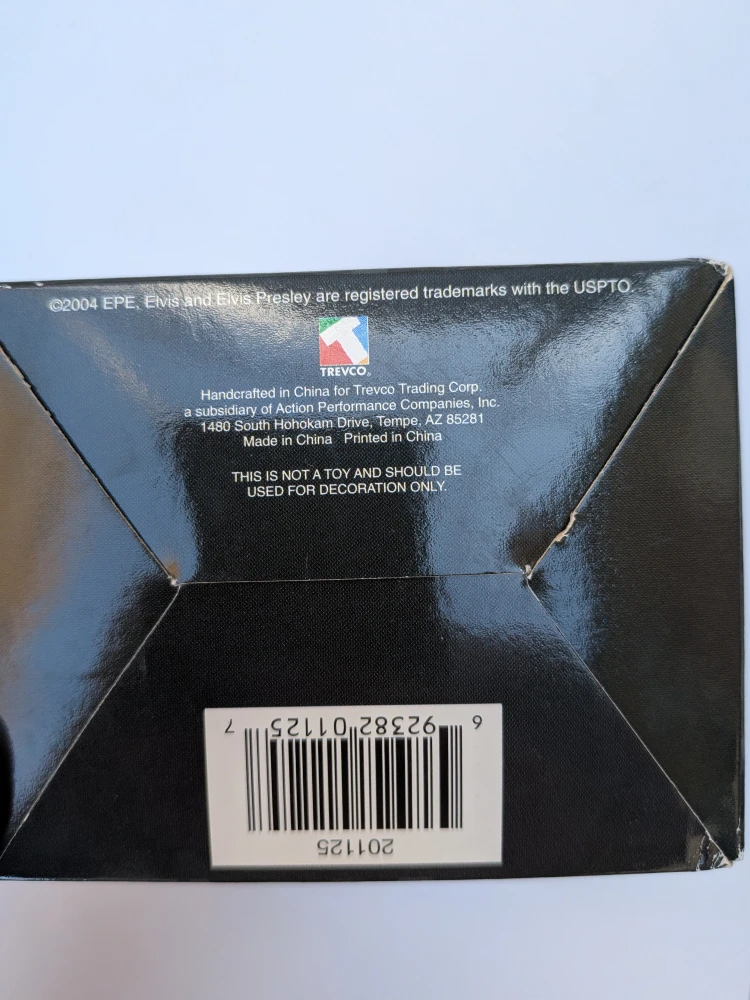 ©2004 EPE, Elvis and Elvis Presley are registered trademarks with the USPTO.
TREVCO®
Handcrafted in China for Trevco Trading Corp.
a subsidiary of Action Performance Companies, Inc.
1480 South Hohokam Drive, Tempe, AZ 85281
Made in China Printed in China
THIS IS NOT A TOY AND SHOULD BE
USED FOR DECORATION ONLY.
201125
6 92382 01125 7